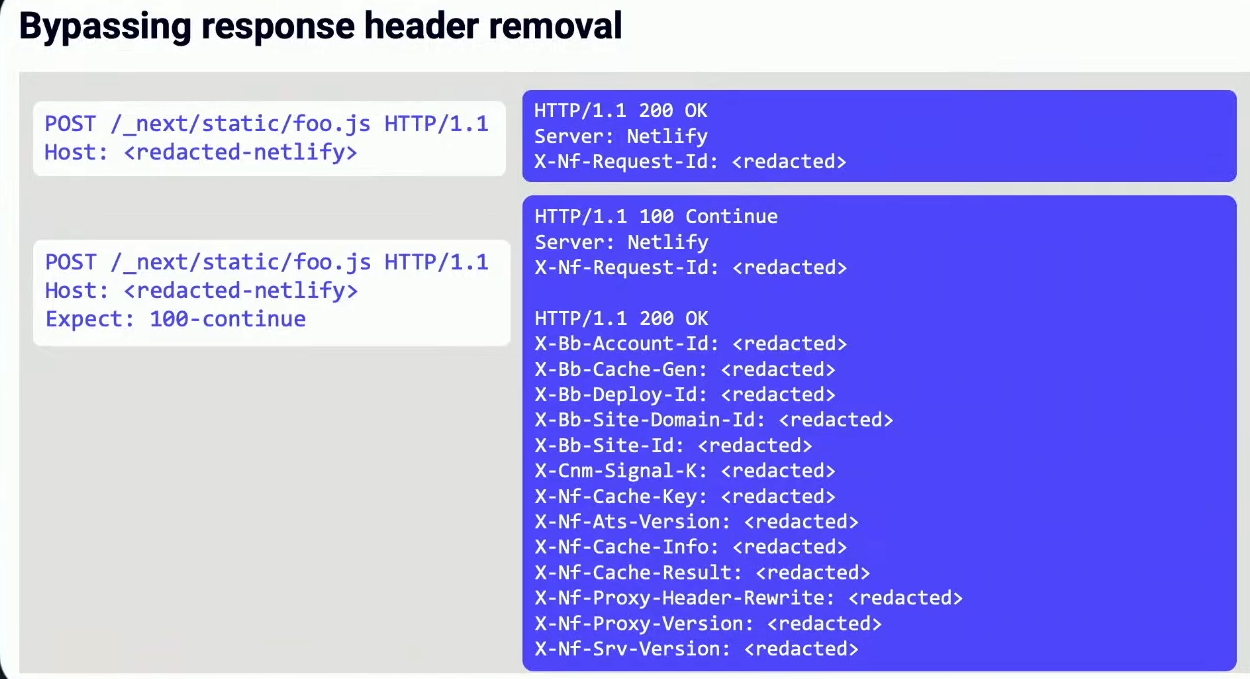 Bypassing response header removal
POST /_next/static/foo.js HTTP/1.1
Host: <redacted-netlify>
HTTP/1.1 200 OK
Server: Netlify
X-Nf-Request-Id: <redacted>
POST /_next/static/foo.js HTTP/1.1
Host: <redacted-netlify>
Expect: 100-continue
HTTP/1.1 100 Continue
Server: Netlify
X-Nf-Request-Id: <redacted>
HTTP/1.1 200 OK
X-Bb-Account-Id: <redacted>
X-Bb-Cache-Gen: <redacted>
X-Bb-Deploy-Id: <redacted>
X-Bb-Site-Domain-Id: <redacted>
X-Bb-Site-Id: <redacted>
X-Cnm-Signal-K: <redacted>
X-Nf-Cache-Key: <redacted>
X-Nf-Ats-Version: <redacted>
X-Nf-Cache-Info: <redacted>
X-Nf-Cache-Result: <redacted>
X-Nf-Proxy-Header-Rewrite: <redacted>
X-Nf-Proxy-Version: <redacted>
X-Nf-Srv-Version: <redacted>